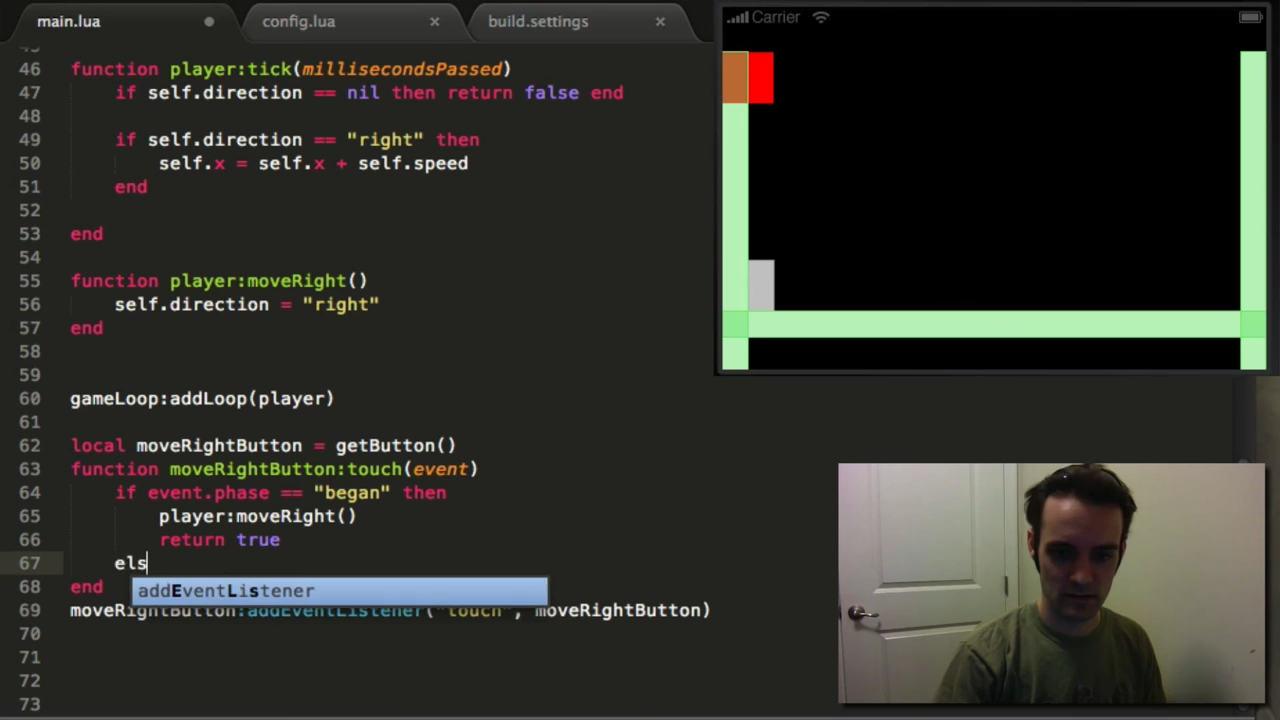 main.lua
config.lua ×
build.settings ×
Carrier
46 function player:tick(millisecondsPassed)
47 if self.direction == nil then return false end
48
49 if self.direction == "right" then
50 self.x = self.x + self.speed
51 end
52
53 end
54
55 function player:moveRight()
56 self.direction = "right"
57 end
58
59
60 gameLoop:addLoop(player)
61
62 local moveRightButton = getButton()
63 function moveRightButton:touch(event)
64 if event.phase == "began" then
65 player:moveRight()
66 return true
67 els
addEventListener
68 end
69 moveRightButton:addEventListener("touch", moveRightButton)
70
71
72
73